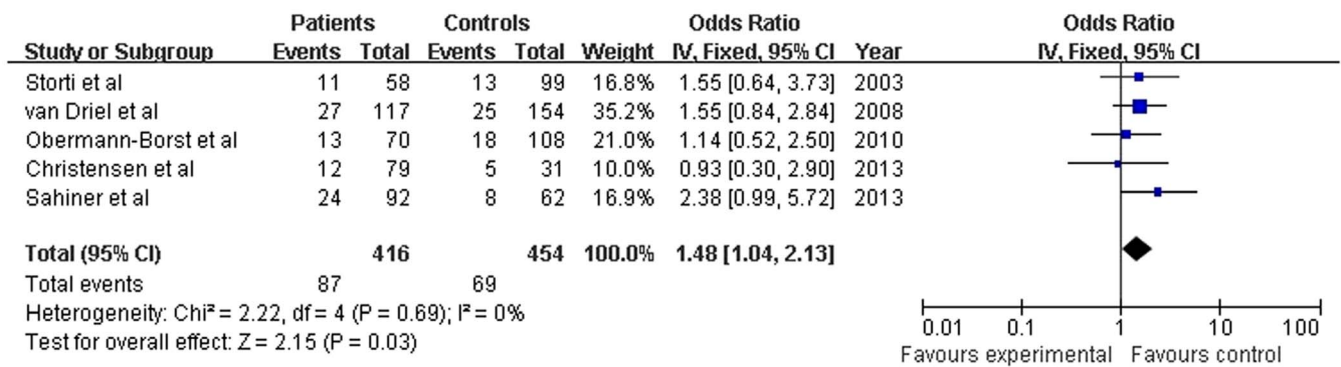 Patients Controls Odds Ratio Odds Ratio
Study or Subgroup Events Total Events Total Weight IV, Fixed, 95% CI Year IV, Fixed, 95% CI
Storti et al 11 58 13 99 16.8% 1.55 [0.64, 3.73] 2003
van Driel et al 27 117 25 154 35.2% 1.55 [0.84, 2.84] 2008
Obermann-Borst et al 13 70 18 108 21.0% 1.14 [0.52, 2.50] 2010
Christensen et al 12 79 5 31 10.0% 0.93 [0.30, 2.90] 2013
Sahiner et al 24 92 8 62 16.9% 2.38 [0.99, 5.72] 2013
Total (95% CI) 416 454 100.0% 1.48 [1.04, 2.13]
Total events 87 69
Heterogeneity: Chi² = 2.22, df = 4 (P = 0.69); I² = 0%
Test for overall effect: Z = 2.15 (P = 0.03)
0.01 0.1 1 10 100
Favours experimental Favours control